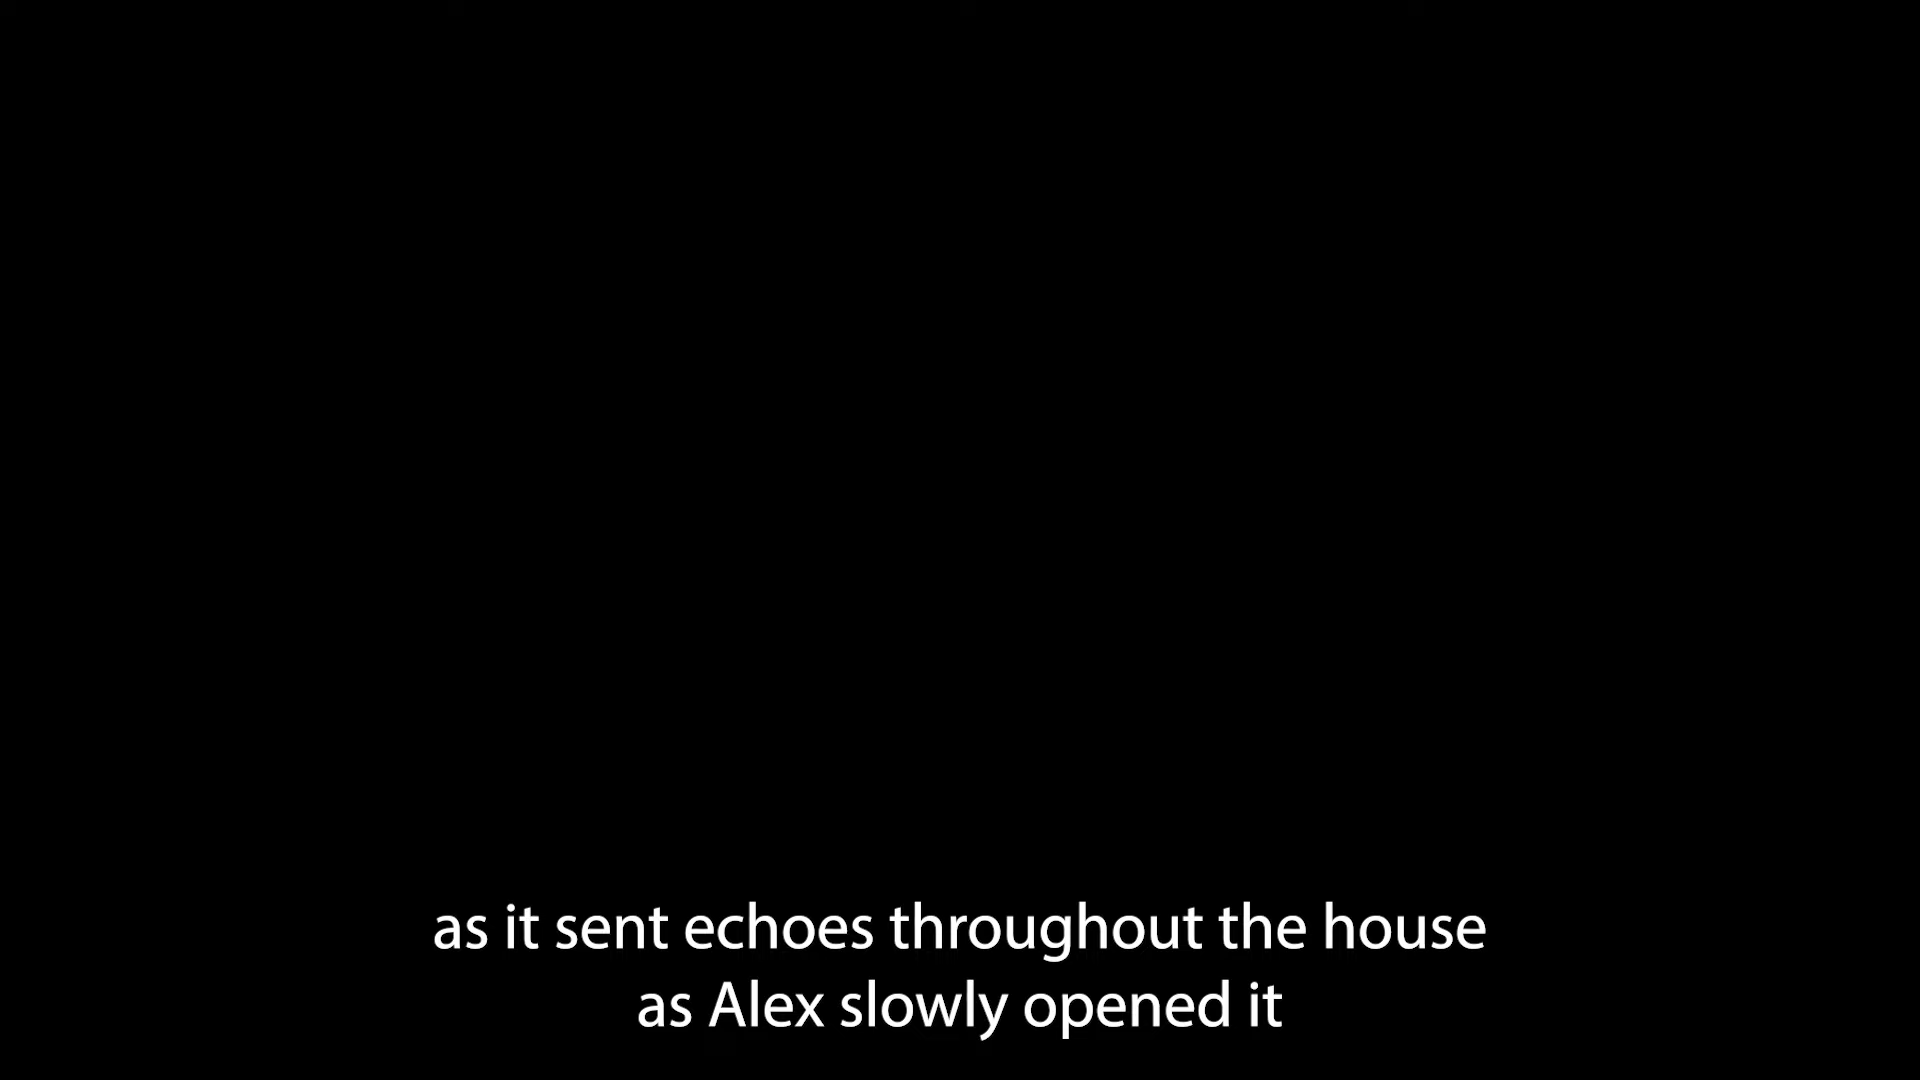 as it sent echoes throughout the house
as Alex slowly opened it